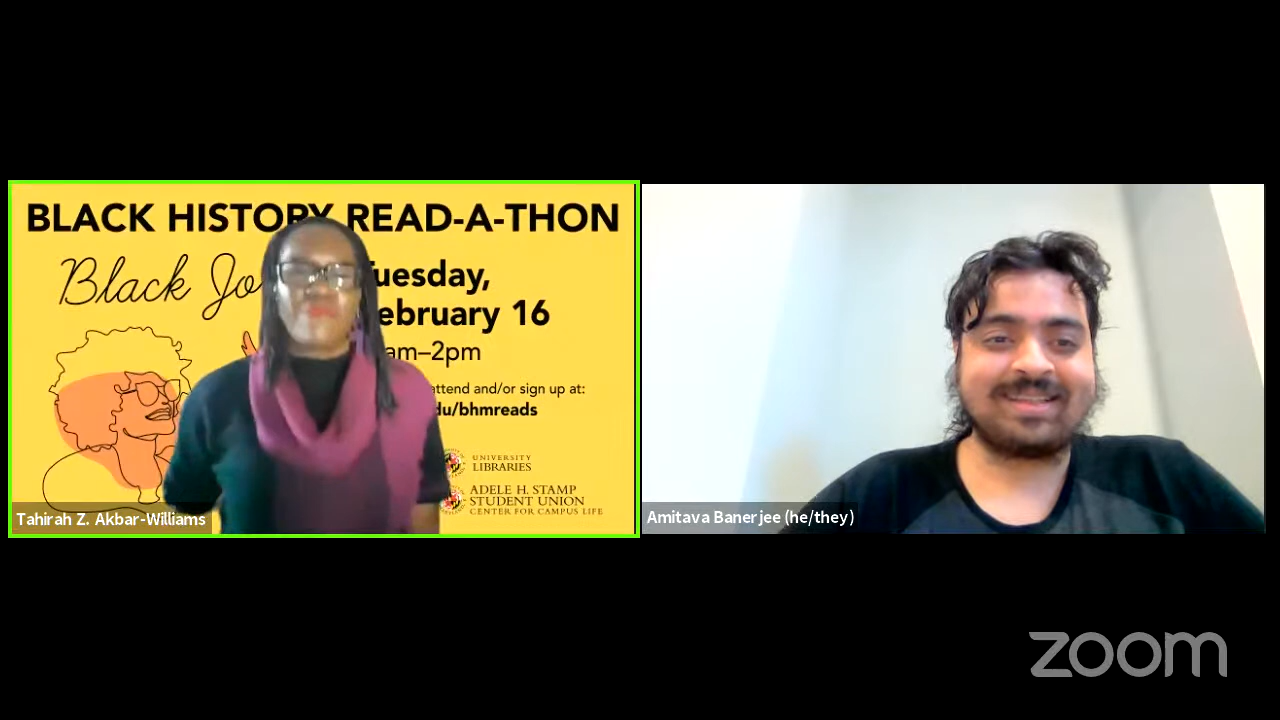 BLACK HISTORY READ-A-THON
Black Jo
Tuesday,
ebruary 16
am–2pm
attend and/or sign up at:
du/bhmreads
UNIVERSITY
LIBRARIES
ADELE H. STAMP
STUDENT UNION
CENTER FOR CAMPUS LIFE
Tahirah Z. Akbar-Williams
Amitava Banerjee (he/they)
zoom